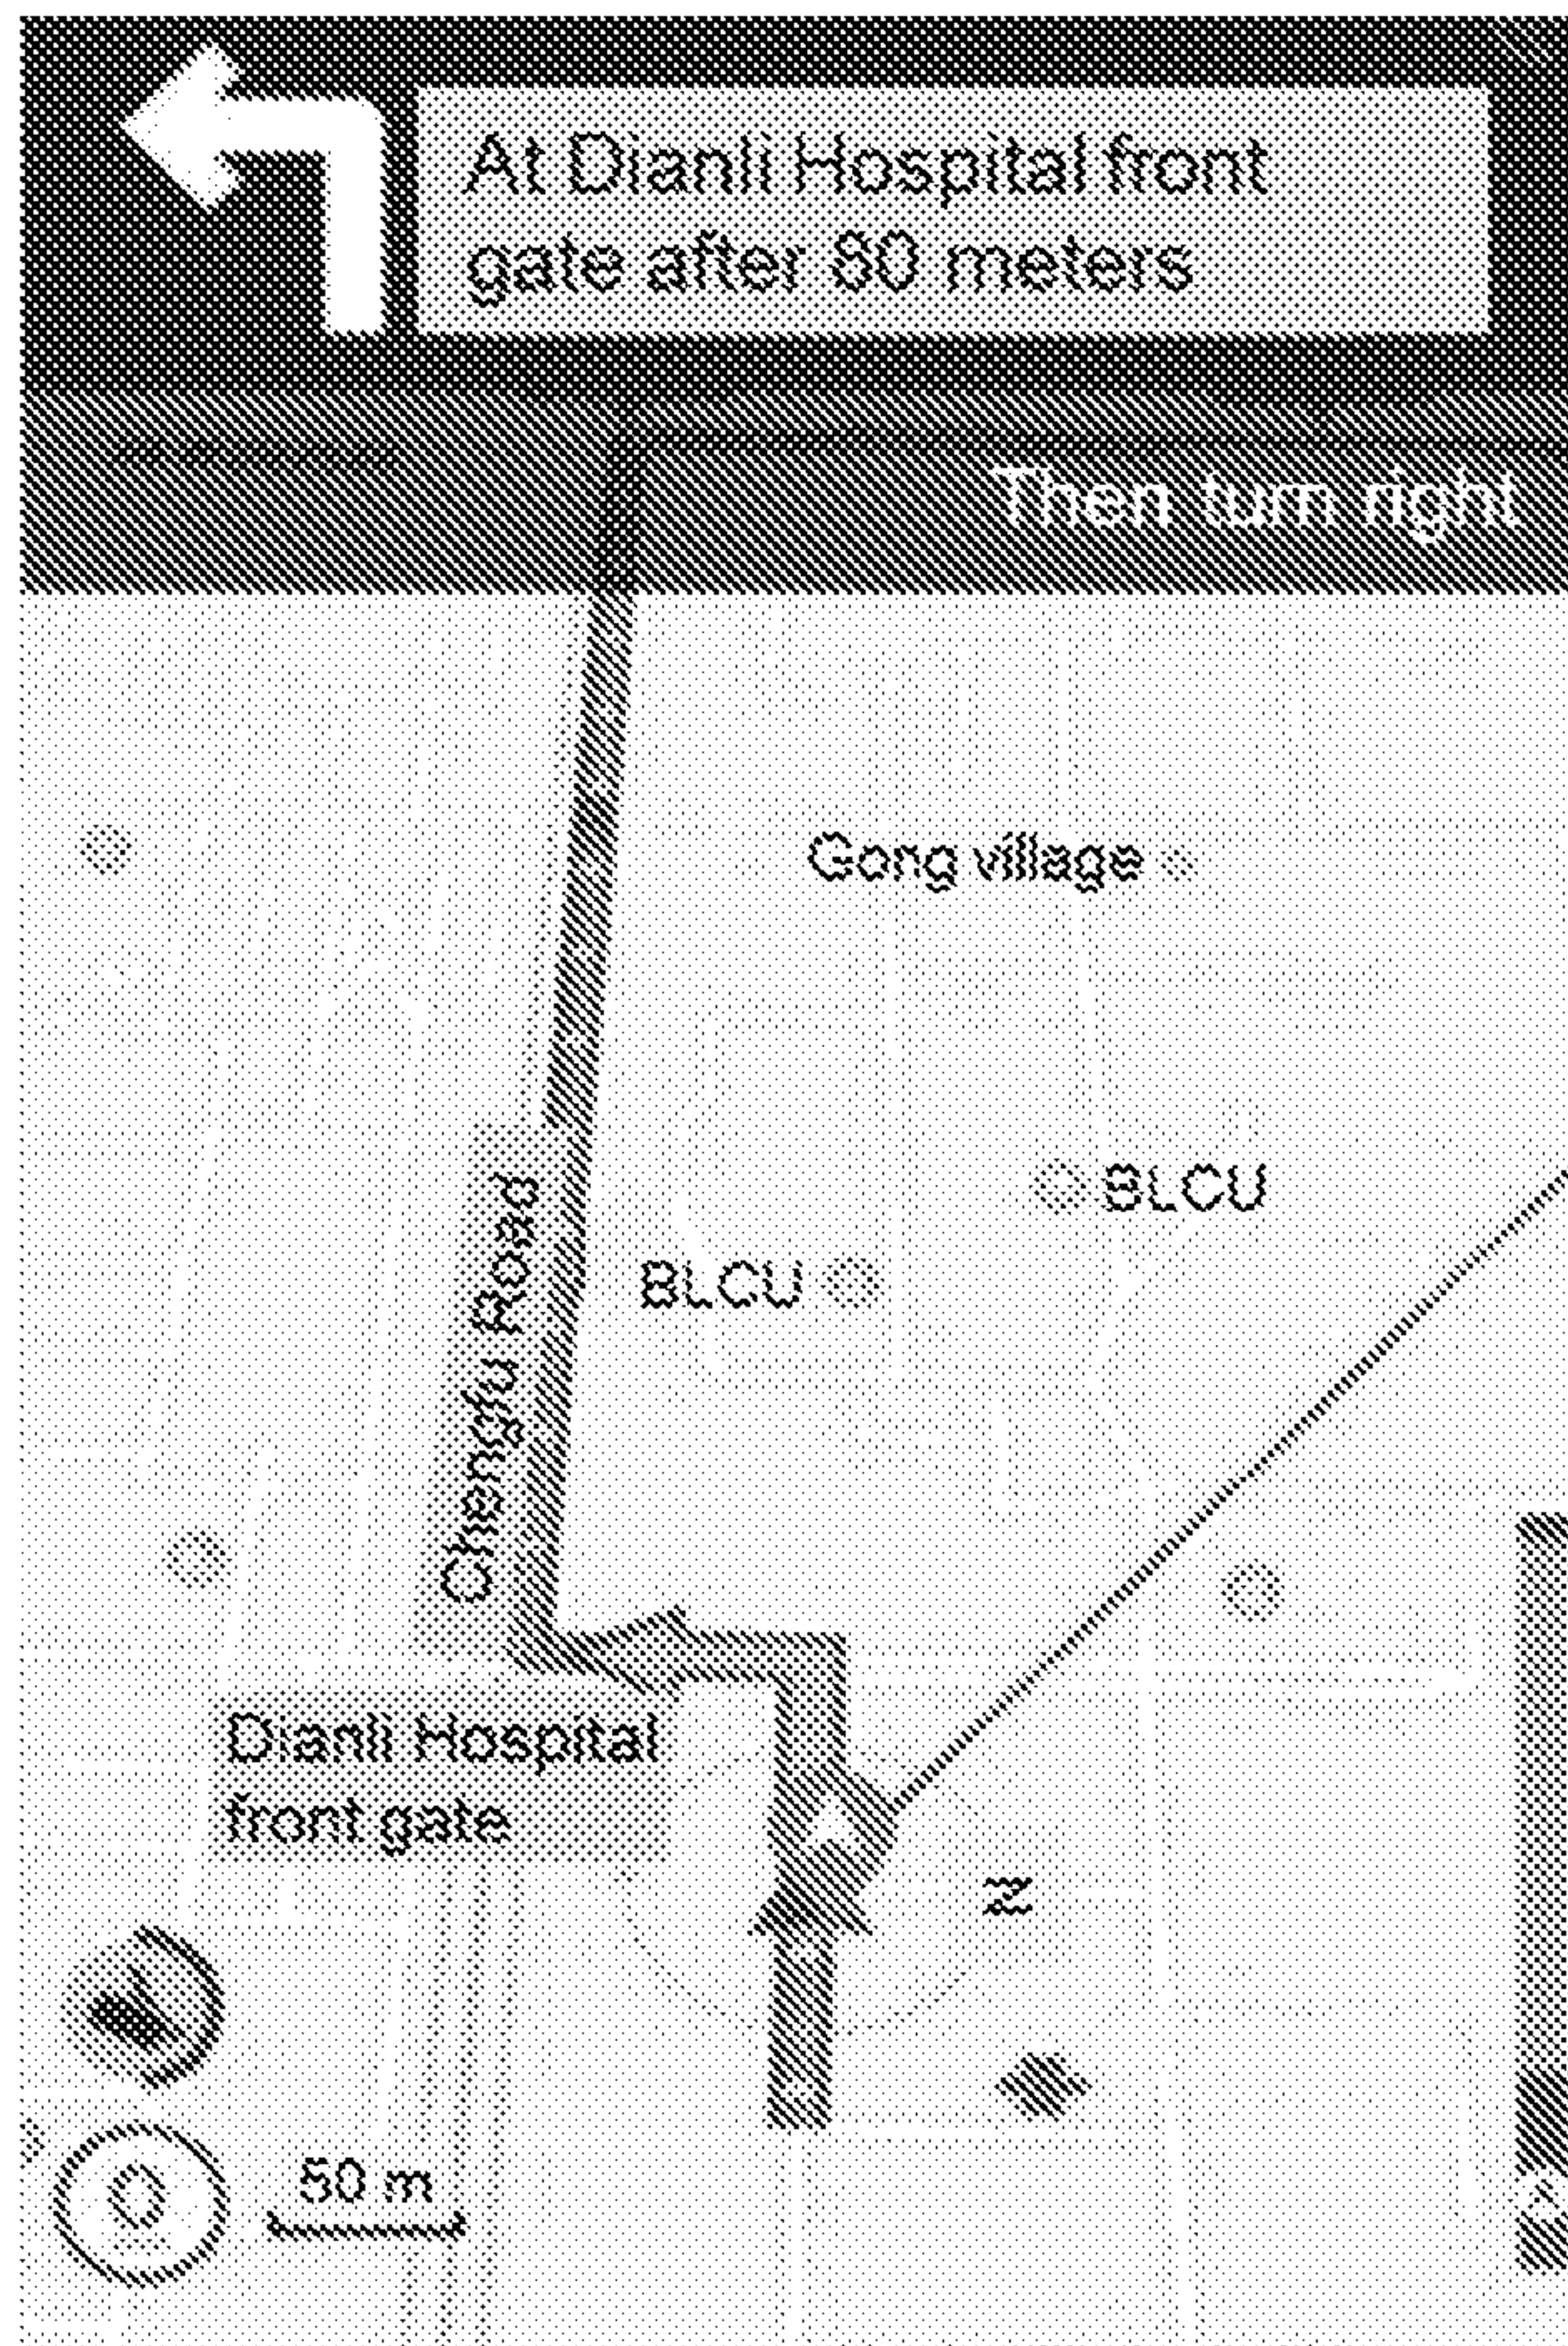 At Dianli Hospital front
gate after 80 meters
Then turn right
Gong village
BLCU
BLCU
Chengfu Road
Dianli Hospital
front gate
N
50 m